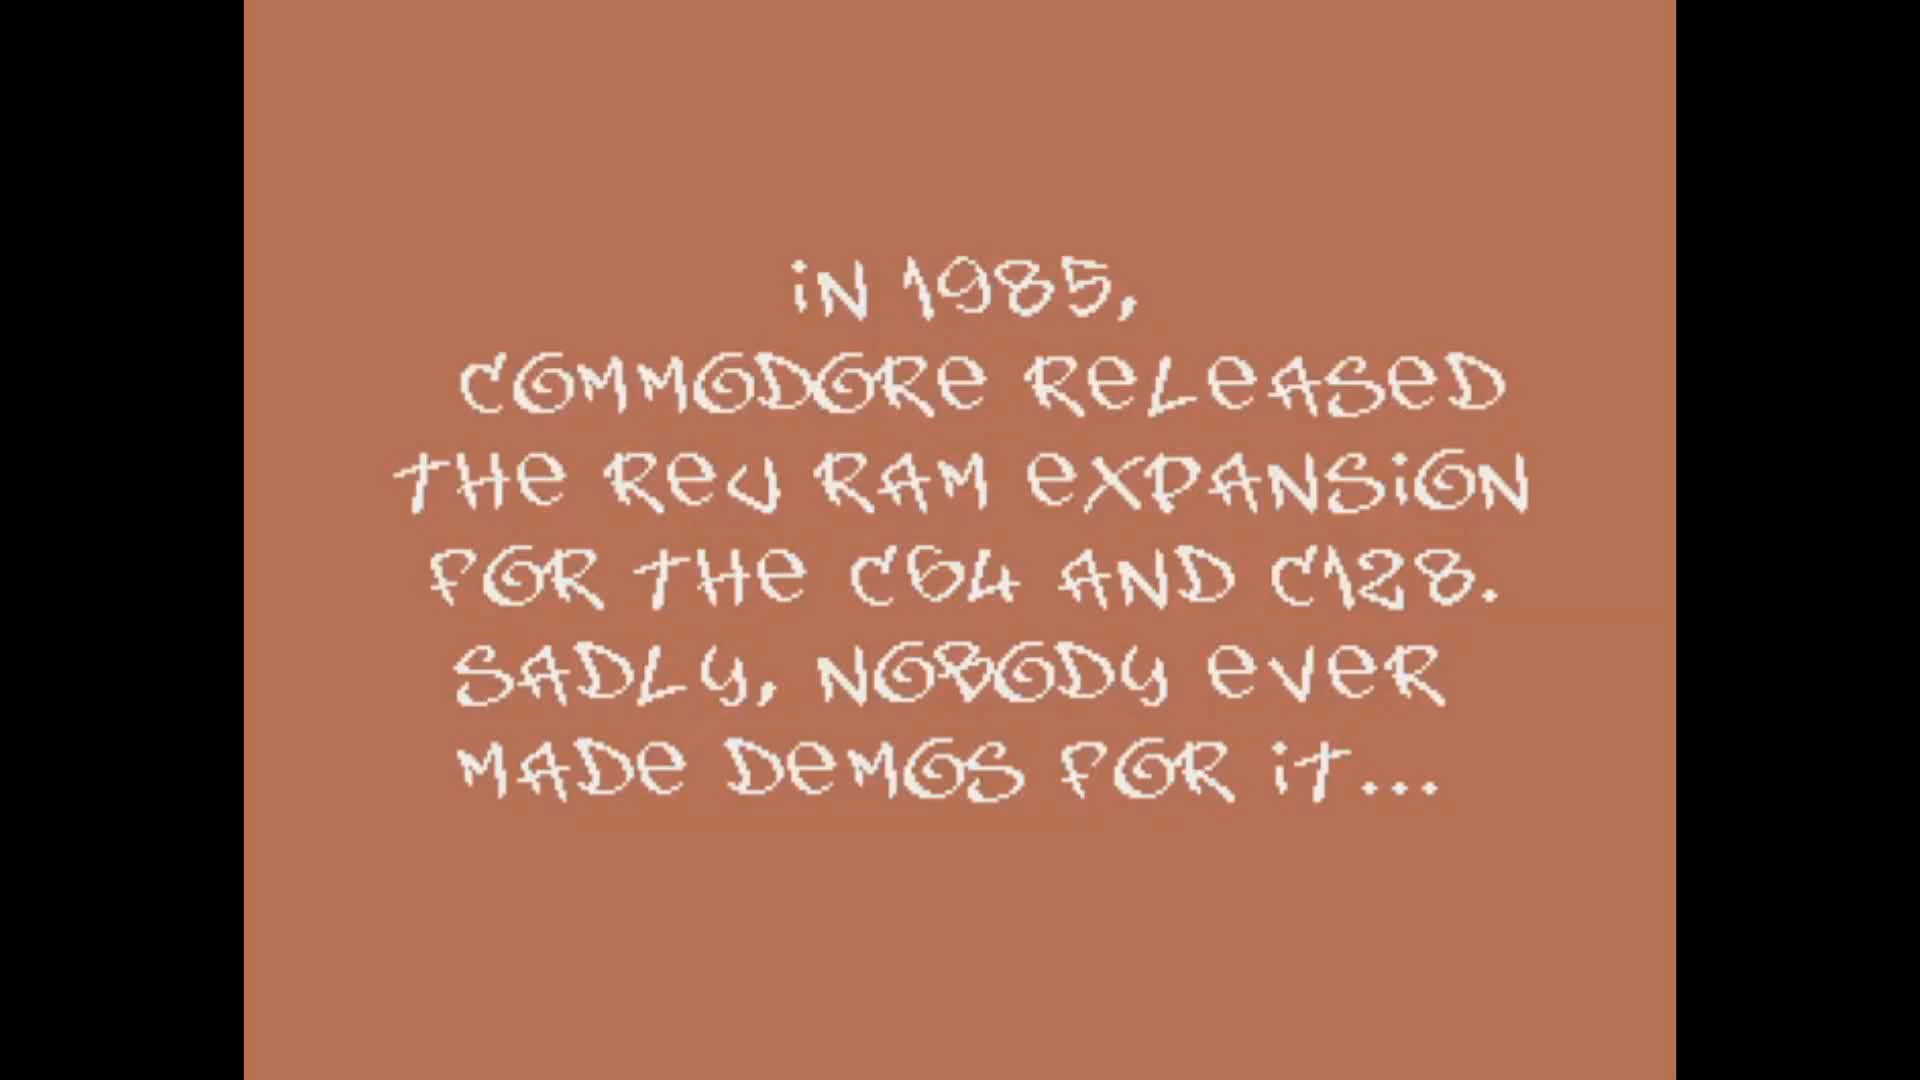 iN 1985,
COMMODORe ReLeASeD
THe ReU RAM eXPANSiON
FOR THe C64 AND C128.
SADLy, NOBODy eVeR
MADe DeMOS FOR iT...